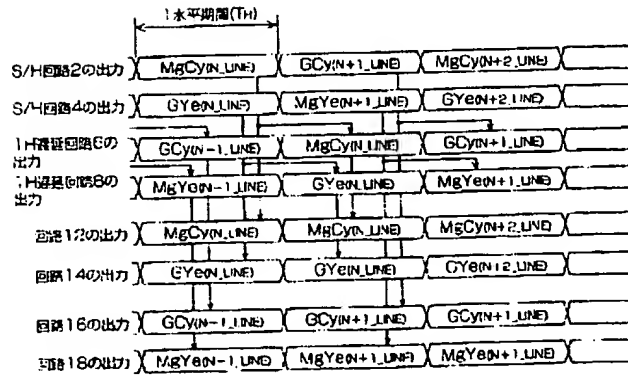 1水平期間(TH)
S/H回路2の出力 MgCy(N_LINE) GCy(N+1_LINE) MgCy(N+2_LINE)
S/H回路4の出力 GYe(N_LINE) MgYe(N+1_LINE) GYe(N+2_LINE)
1H遅延回路6の出力 GCy(N-1_LINE) MgCy(N_LINE) GCy(N+1_LINE)
1H遅延回路8の出力 MgYe(N-1_LINE) GYe(N_LINE) MgYe(N+1_LINE)
回路12の出力 MgCy(N_LINE) MgCy(N_LINE) MgCy(N+2_LINE)
回路14の出力 GYe(N_LINE) GYe(N_LINE) GYe(N+2_LINE)
回路16の出力 GCy(N-1_LINE) GCy(N+1_LINE) GCy(N+1_LINE)
回路18の出力 MgYe(N-1_LINE) MgYe(N+1_LINE) MgYe(N+1_LINE)